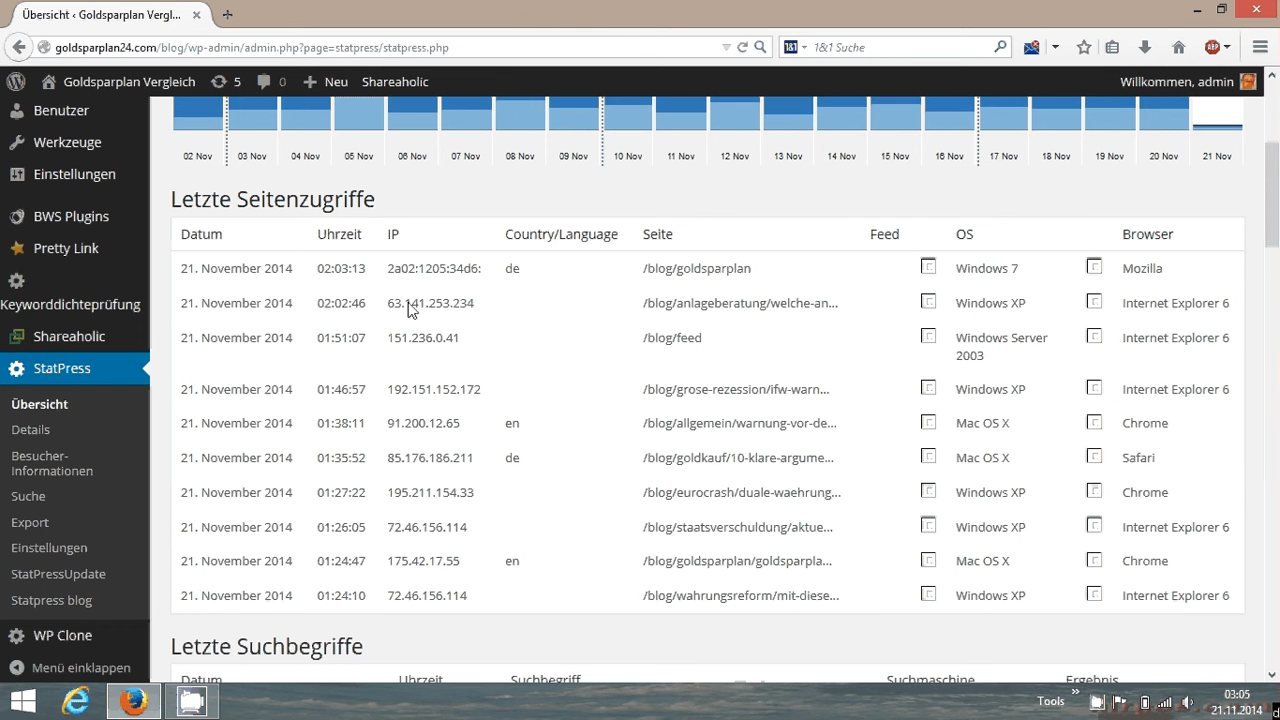 Übersicht ‹ Goldsparplan Vergl...
goldsparplan24.com/blog/wp-admin/admin.php?page=statpress/statpress.php
1&1
1&1 Suche
ABP
Goldsparplan Vergleich 5 0 Neu Shareaholic
Willkommen, admin
Benutzer
Werkzeuge
Einstellungen
BWS Plugins
Pretty Link
Keyworddichteprüfung
Shareaholic
StatPress
Übersicht
Details
Besucher-
Informationen
Suche
Export
Einstellungen
StatPressUpdate
Statpress blog
WP Clone
Menü einklappen
02 Nov 03 Nov 04 Nov 05 Nov 06 Nov 07 Nov 08 Nov 09 Nov 10 Nov 11 Nov 12 Nov 13 Nov 14 Nov 15 Nov 16 Nov 17 Nov 18 Nov 19 Nov 20 Nov 21 Nov
Letzte Seitenzugriffe
Datum Uhrzeit IP Country/Language Seite Feed OS Browser
21. November 2014 02:03:13 2a02:1205:34d6: de /blog/goldsparplan Windows 7 Mozilla
21. November 2014 02:02:46 63.141.253.234 /blog/anlageberatung/welche-an... Windows XP Internet Explorer 6
21. November 2014 01:51:07 151.236.0.41 /blog/feed Windows Server 2003 Internet Explorer 6
21. November 2014 01:46:57 192.151.152.172 /blog/grose-rezession/ifw-warn... Windows XP Internet Explorer 6
21. November 2014 01:38:11 91.200.12.65 en /blog/allgemein/warnung-vor-de... Mac OS X Chrome
21. November 2014 01:35:52 85.176.186.211 de /blog/goldkauf/10-klare-argume... Mac OS X Safari
21. November 2014 01:27:22 195.211.154.33 /blog/eurocrash/duale-waehrung... Windows XP Chrome
21. November 2014 01:26:05 72.46.156.114 /blog/staatsverschuldung/aktue... Windows XP Internet Explorer 6
21. November 2014 01:24:47 175.42.17.55 en /blog/goldsparplan/goldsparpla... Mac OS X Chrome
21. November 2014 01:24:10 72.46.156.114 /blog/wahrungsreform/mit-diese... Windows XP Internet Explorer 6
Letzte Suchbegriffe
Datum Uhrzeit Suchbegriff Suchmaschine Ergebnis
Tools
03:05
21.11.2014